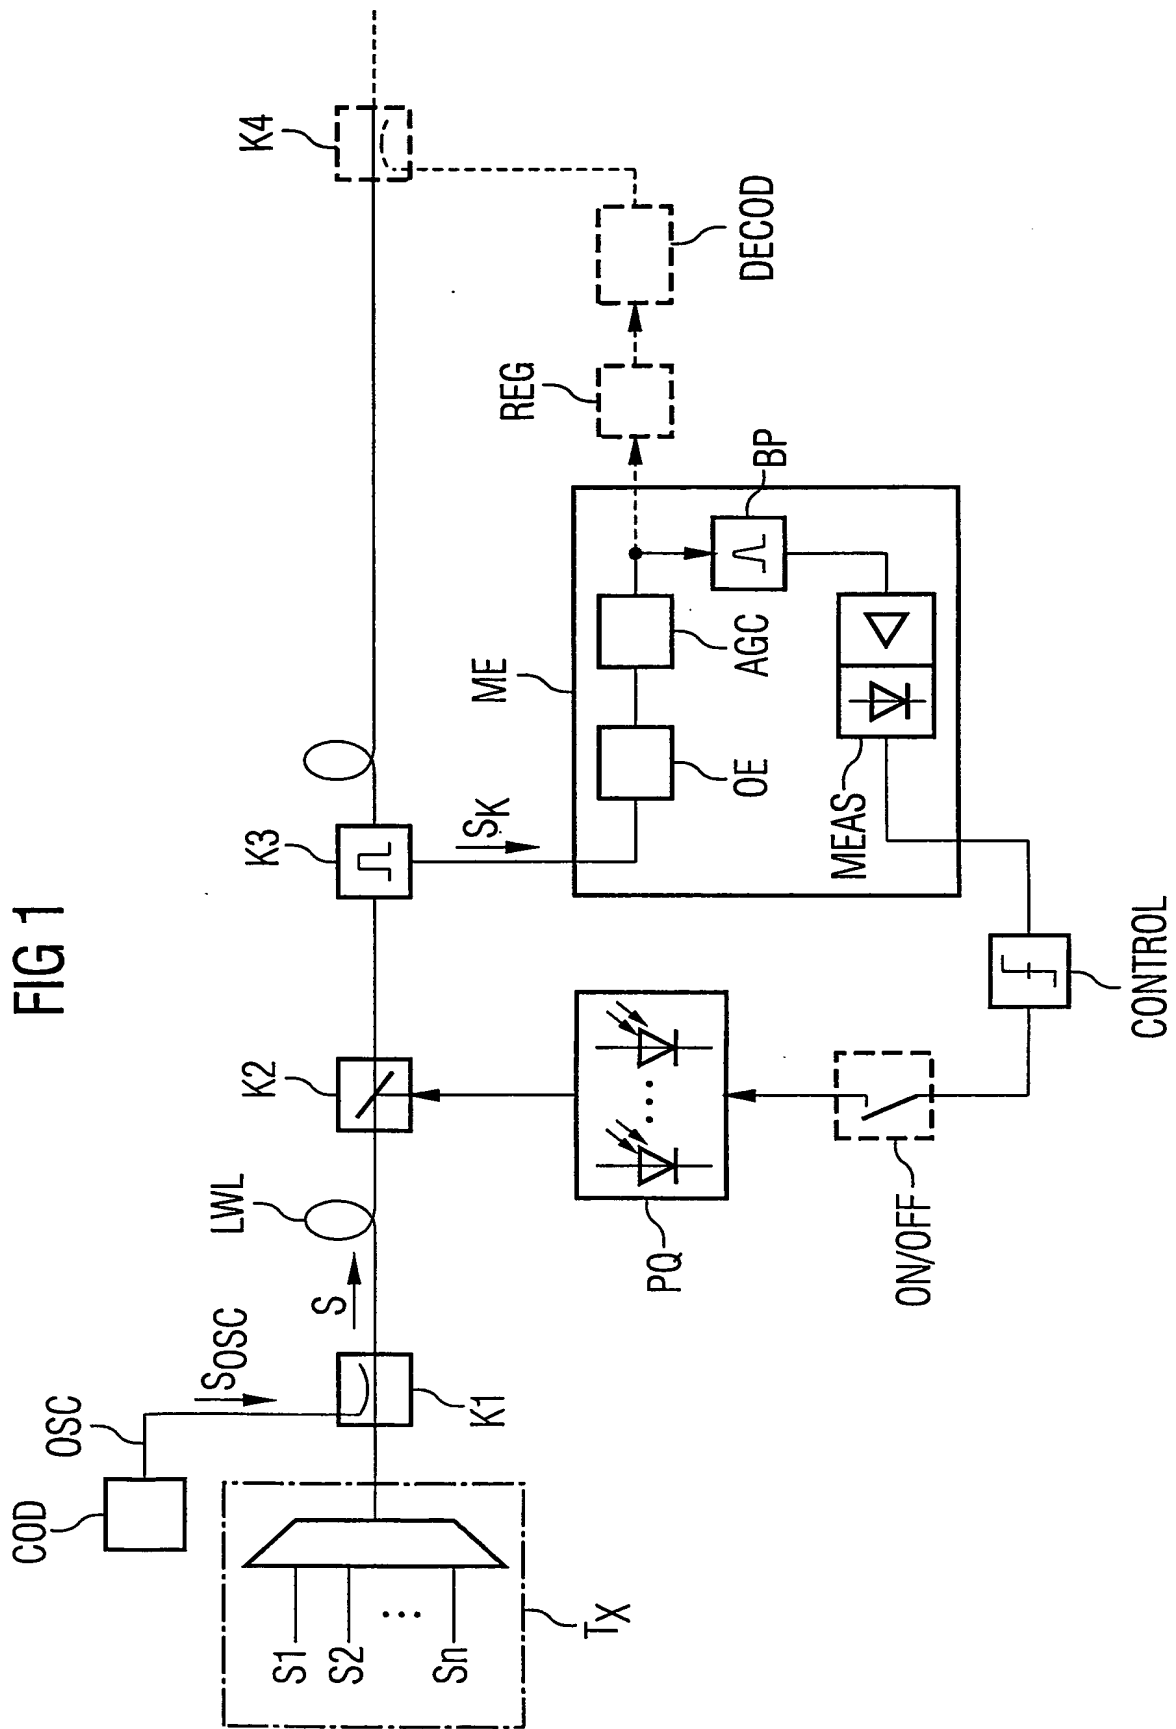 FIG 1
COD
OSC
SOSC
S
LWL
K1
K2
K3
K4
S1
S2
...
Sn
TX
SK
ME
OE
AGC
BP
REG
DECOD
MEAS
PQ
ON/OFF
CONTROL